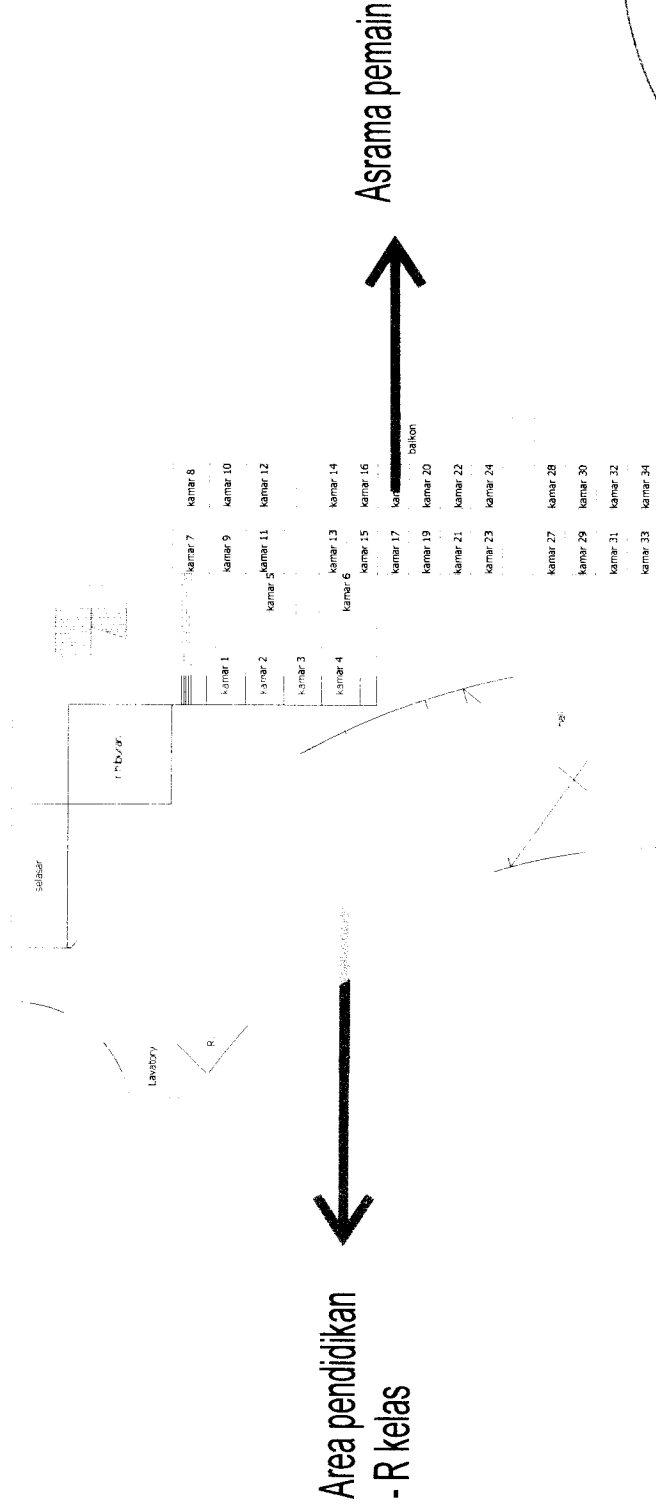 Asrama pemain
balkon
kamar 8
kamar 10
kamar 12
kamar 14
kamar 16
kamar 20
kamar 22
kamar 24
kamar 28
kamar 30
kamar 32
kamar 34
kamar 7
kamar 9
kamar 11
kamar 13
kamar 15
kamar 17
kamar 19
kamar 21
kamar 23
kamar 27
kamar 29
kamar 31
kamar 33
kamar 5
kamar 6
kamar 1
kamar 2
kamar 3
kamar 4
selasar
Lavatory
R.
Area pendidikan
- R kelas